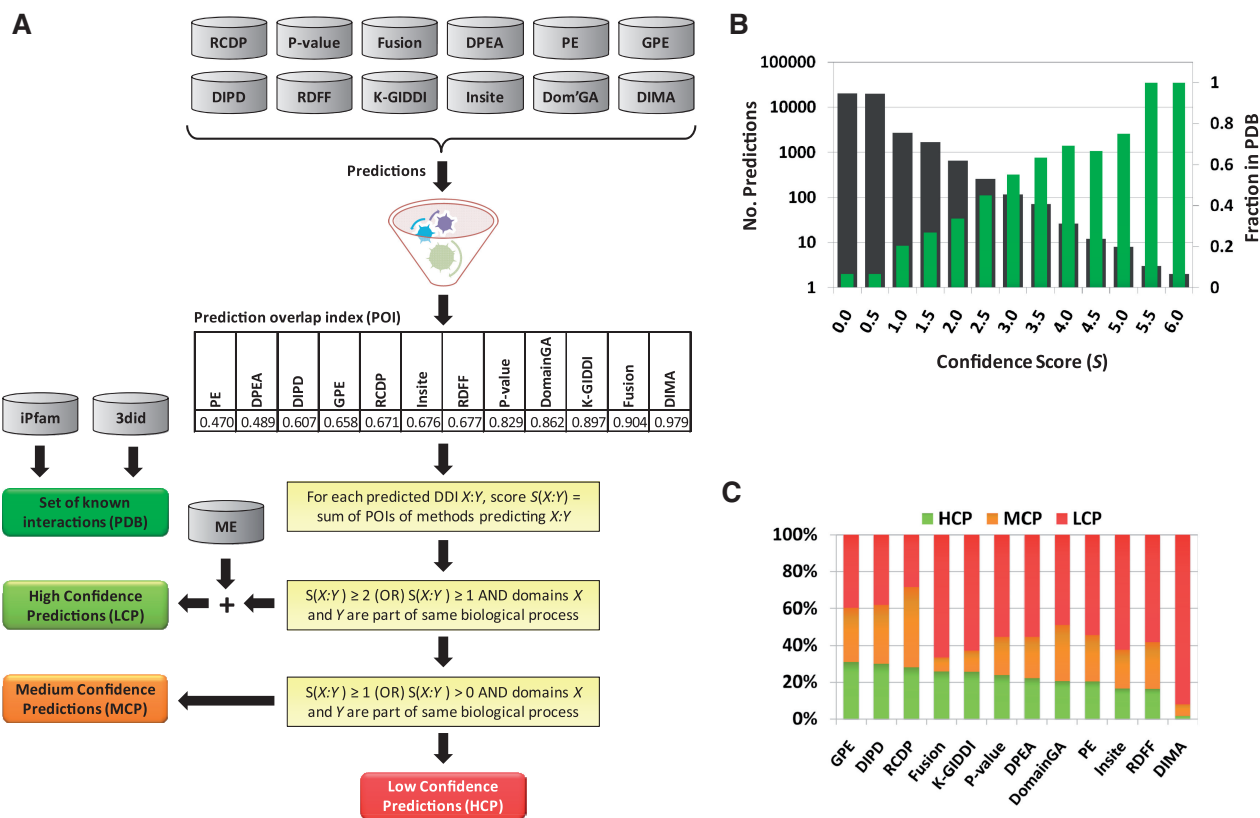 A
RCDP P-value Fusion DPEA PE GPE
DIPD RDFF K-GIDDI Insite Dom'GA DIMA
Predictions
Prediction overlap index (POI)
PE DPEA DIPD GPE RCDP Insite RDFF P-value DomainGA K-GIDDI Fusion DIMA
0.470 0.489 0.607 0.658 0.671 0.676 0.677 0.829 0.862 0.897 0.904 0.979
iPfam 3did
Set of known
interactions (PDB)
For each predicted DDI X:Y, score S(X:Y) =
sum of POIs of methods predicting X:Y
ME
High Confidence
Predictions (LCP)
+
S(X:Y ) ≥ 2 (OR) S(X:Y ) ≥ 1 AND domains X
and Y are part of same biological process
Medium Confidence
Predictions (MCP)
S(X:Y ) ≥ 1 (OR) S(X:Y ) > 0 AND domains X
and Y are part of same biological process
Low Confidence
Predictions (HCP)
B
No. Predictions
100000
10000
1000
100
10
1
1
0.8
0.6
0.4
0.2
0
Fraction in PDB
0.0 0.5 1.0 1.5 2.0 2.5 3.0 3.5 4.0 4.5 5.0 5.5 6.0
Confidence Score (S)
C
HCP MCP LCP
100%
80%
60%
40%
20%
0%
GPE DIPD RCDP Fusion K-GIDDI P-value DPEA DomainGA PE Insite RDFF DIMA